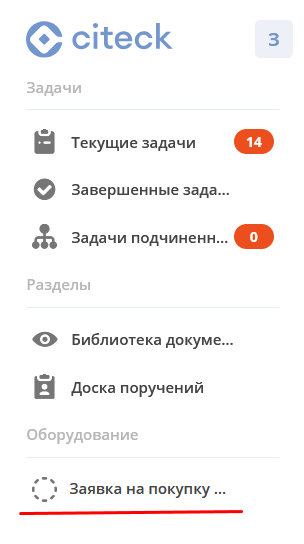 citeck
3
Задачи
Текущие задачи 14
Завершенные зада...
Задачи подчиненн... 0
Разделы
Библиотека докуме...
Доска поручений
Оборудование
Заявка на покупку ...